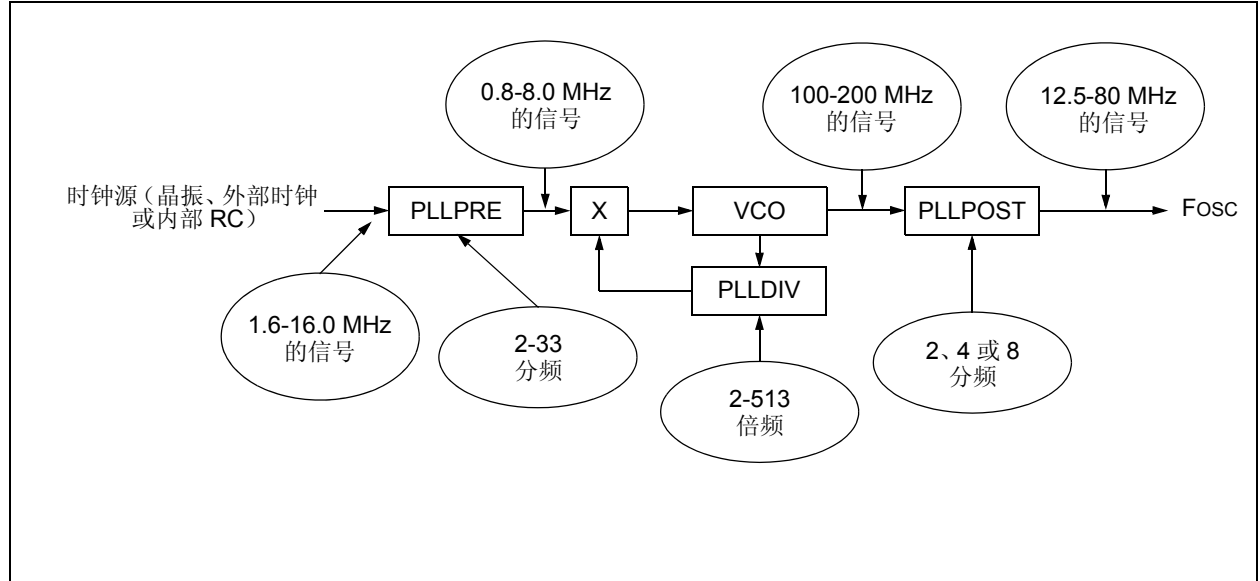 0.8-8.0 MHz
的信号
100-200 MHz
的信号
12.5-80 MHz
的信号
时钟源（晶振、外部时钟
或内部 RC）
PLLPRE
X
VCO
PLLPOST
FOSC
PLLDIV
1.6-16.0 MHz
的信号
2-33
分频
2-513
倍频
2、4 或 8
分频